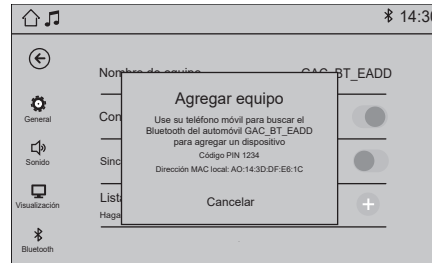 14:30
Nombre de equipo
GAC_BT_EADD
General
Con
Agregar equipo
Use su teléfono móvil para buscar el
Bluetooth del automóvil GAC_BT_EADD
para agregar un dispositivo
Código PIN 1234
Dirección MAC local: AO:14:3D:DF:E6:1C
Cancelar
Sonido
Sinc
Visualización
Lista
Haga
Bluetooth